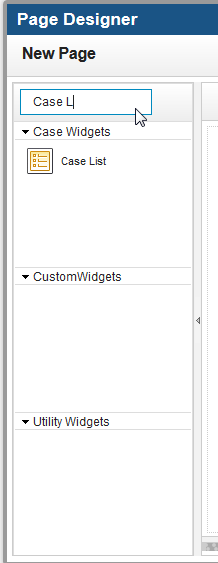 Page Designer
New Page
Case L
Case Widgets
Case List
CustomWidgets
Utility Widgets